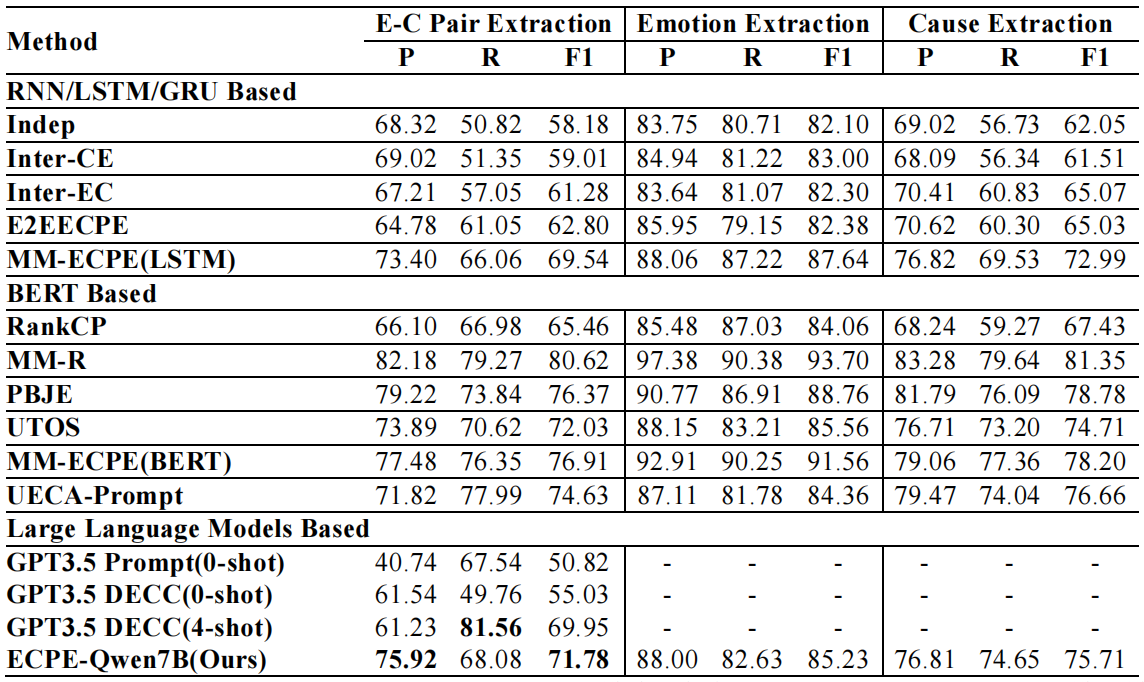 Method E-C Pair Extraction Emotion Extraction Cause Extraction
P R F1 P R F1 P R F1
RNN/LSTM/GRU Based
Indep 68.32 50.82 58.18 83.75 80.71 82.10 69.02 56.73 62.05
Inter-CE 69.02 51.35 59.01 84.94 81.22 83.00 68.09 56.34 61.51
Inter-EC 67.21 57.05 61.28 83.64 81.07 82.30 70.41 60.83 65.07
E2EECPE 64.78 61.05 62.80 85.95 79.15 82.38 70.62 60.30 65.03
MM-ECPE(LSTM) 73.40 66.06 69.54 88.06 87.22 87.64 76.82 69.53 72.99
BERT Based
RankCP 66.10 66.98 65.46 85.48 87.03 84.06 68.24 59.27 67.43
MM-R 82.18 79.27 80.62 97.38 90.38 93.70 83.28 79.64 81.35
PBJE 79.22 73.84 76.37 90.77 86.91 88.76 81.79 76.09 78.78
UTOS 73.89 70.62 72.03 88.15 83.21 85.56 76.71 73.20 74.71
MM-ECPE(BERT) 77.48 76.35 76.91 92.91 90.25 91.56 79.06 77.36 78.20
UECA-Prompt 71.82 77.99 74.63 87.11 81.78 84.36 79.47 74.04 76.66
Large Language Models Based
GPT3.5 Prompt(0-shot) 40.74 67.54 50.82 - - - - - -
GPT3.5 DECC(0-shot) 61.54 49.76 55.03 - - - - - -
GPT3.5 DECC(4-shot) 61.23 81.56 69.95 - - - - - -
ECPE-Qwen7B(Ours) 75.92 68.08 71.78 88.00 82.63 85.23 76.81 74.65 75.71